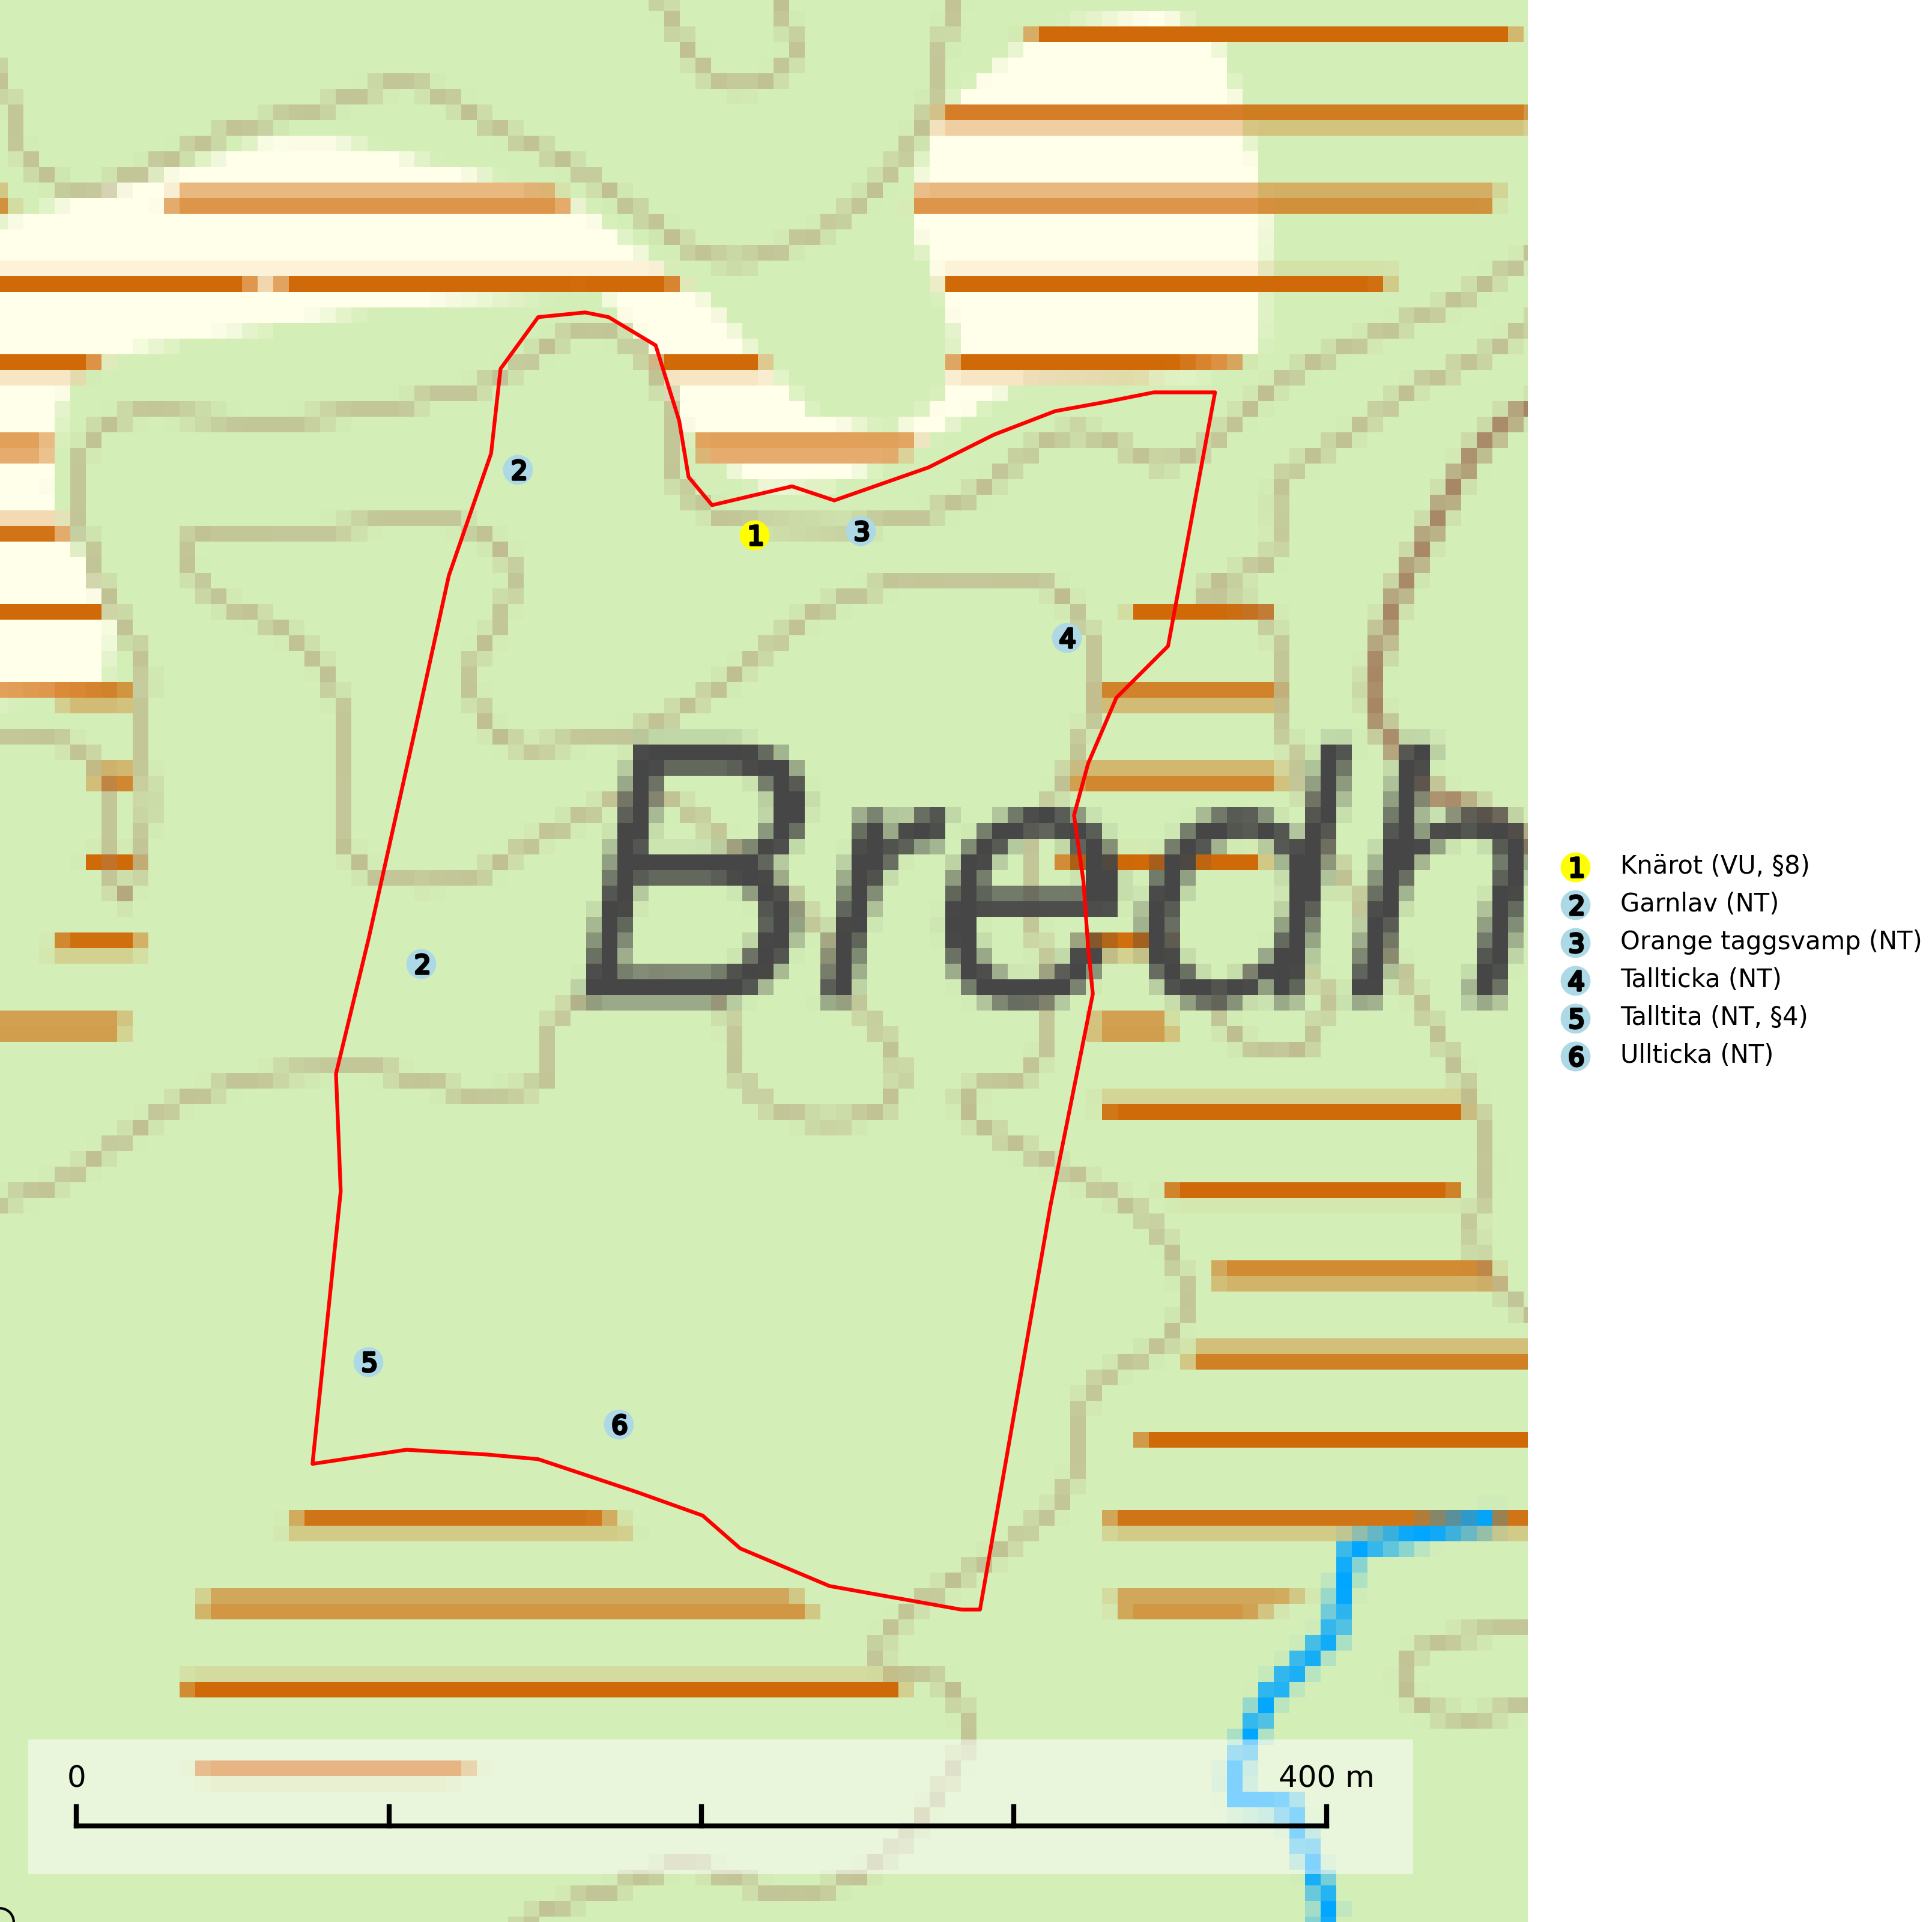 2
1
3
4
Bredh
2
5
6
0 400 m
1 Knärot (VU, §8)
2 Garnlav (NT)
3 Orange taggsvamp (NT)
4 Tallticka (NT)
5 Talltita (NT, §4)
6 Ullticka (NT)